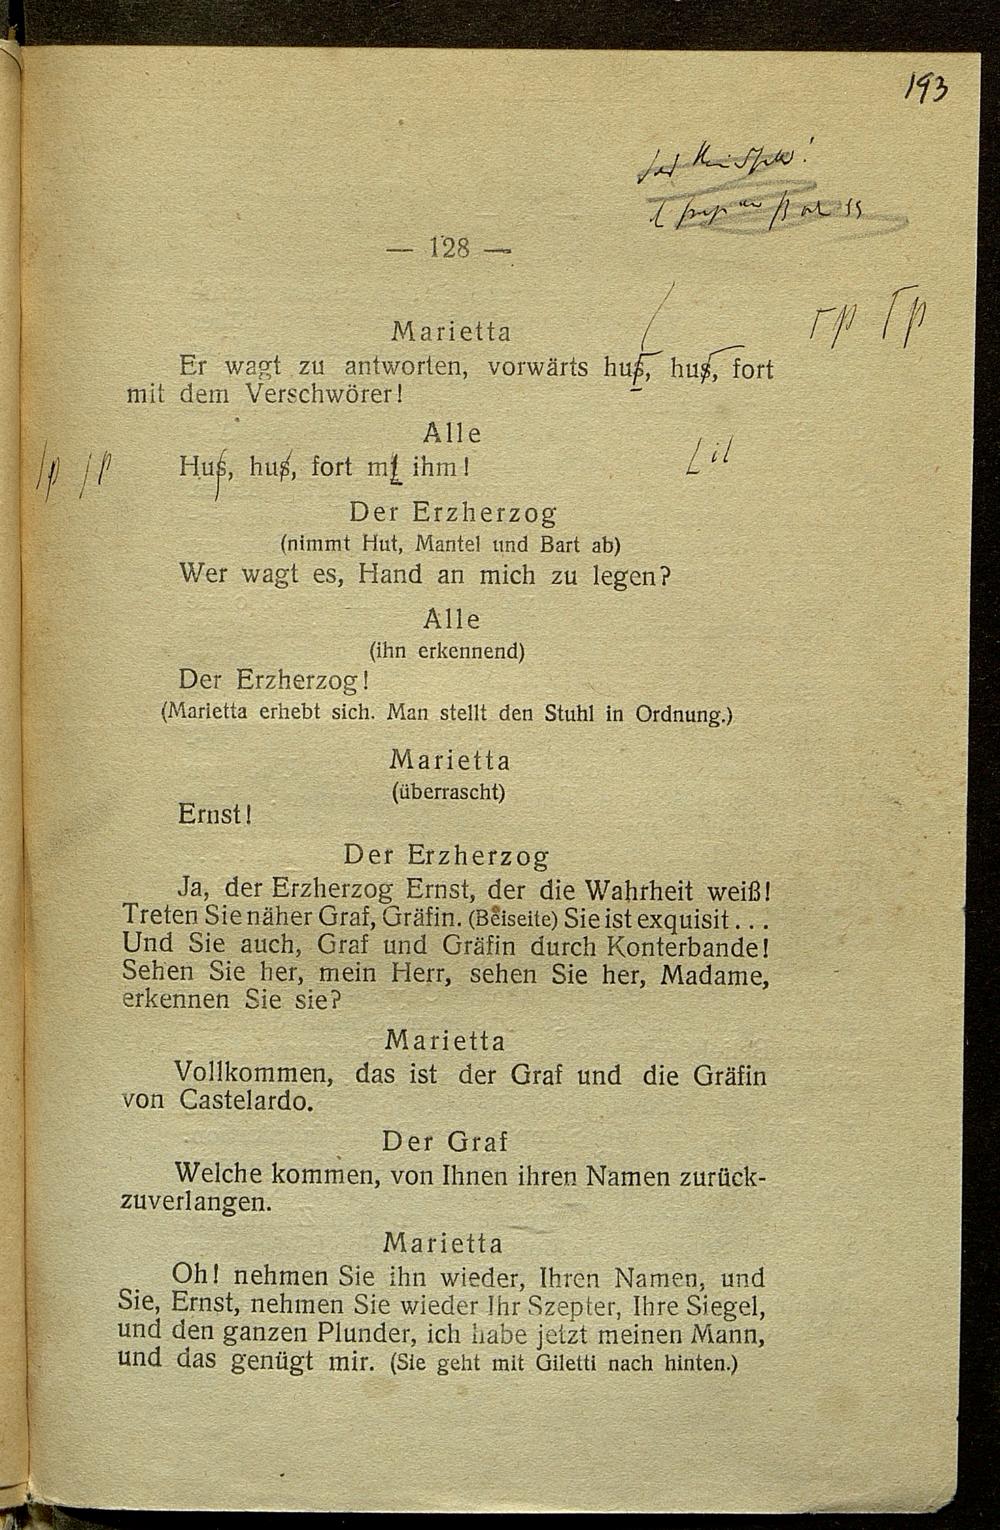 193
— 128 —
Marietta
Er wagt zu antworten, vorwärts huß, huß, fort
mit dem Verschwörer!
Alle
Huß, huß, fort mt ihm!
Der Erzherzog
(nimmt Hut, Mantel und Bart ab)
Wer wagt es, Hand an mich zu legen?
Alle
(ihn erkennend)
Der Erzherzog!
(Marietta erhebt sich. Man stellt den Stuhl in Ordnung.)
Marietta
(überrascht)
Ernst!
Der Erzherzog
Ja, der Erzherzog Ernst, der die Wahrheit weiß!
Treten Sie näher Graf, Gräfin. (Beiseite) Sie ist exquisit . . .
Und Sie auch, Graf und Gräfin durch Konterbande!
Sehen Sie her, mein Herr, sehen Sie her, Madame,
erkennen Sie sie?
Marietta
Vollkommen, das ist der Graf und die Gräfin
von Castelardo.
Der Graf
Welche kommen, von Ihnen ihren Namen zurück-
zuverlangen.
Marietta
Oh! nehmen Sie ihn wieder, Ihren Namen, und
Sie, Ernst, nehmen Sie wieder Ihr Szepter, Ihre Siegel,
und den ganzen Plunder, ich habe jetzt meinen Mann,
und das genügt mir. (Sie geht mit Giletti nach hinten.)